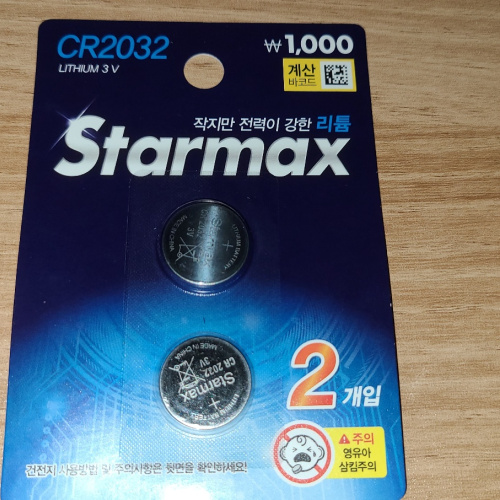 CR2032
LITHIUM 3 V
₩1,000
계산
바코드
작지만 전력이 강한 리튬
Starmax
LITHIUM BATTERY
MADE IN CHINA
CR 2032
3V
Starmax
+
2 개입
주의
영유아
삼킴주의
건전지 사용방법 및 주의사항은 뒷면을 확인하세요!